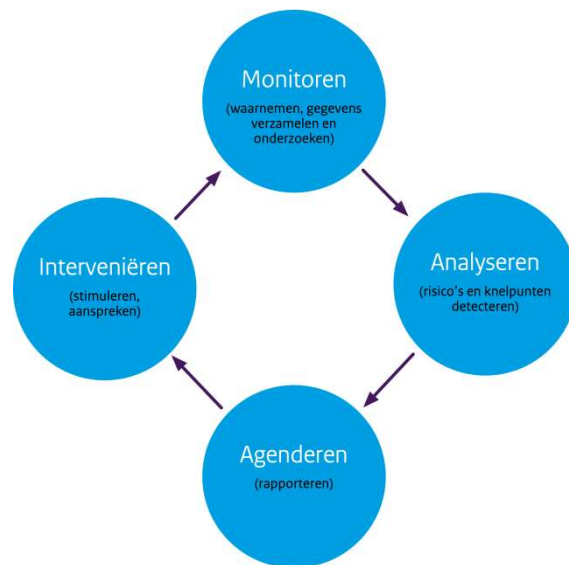 Monitoren
(waarnemen, gegevens
verzamelen en
onderzoeken)
Analyseren
(risico's en knelpunten
detecteren)
Agenderen
(rapporteren)
Interveniëren
(stimuleren,
aanspreken)